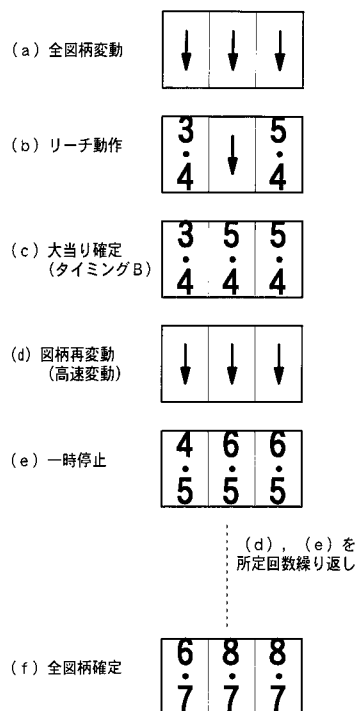 (a) 全図柄変動
↓ ↓ ↓
(b) リーチ動作
3 5
・ ↓ ・
4 4
(c) 大当り確定
(タイミングB)
3 5 5
・ ・ ・
4 4 4
(d) 図柄再変動
(高速変動)
↓ ↓ ↓
(e) 一時停止
4 6 6
・ ・ ・
5 5 5
(d), (e)を
所定回数繰り返し
(f) 全図柄確定
6 8 8
・ ・ ・
7 7 7